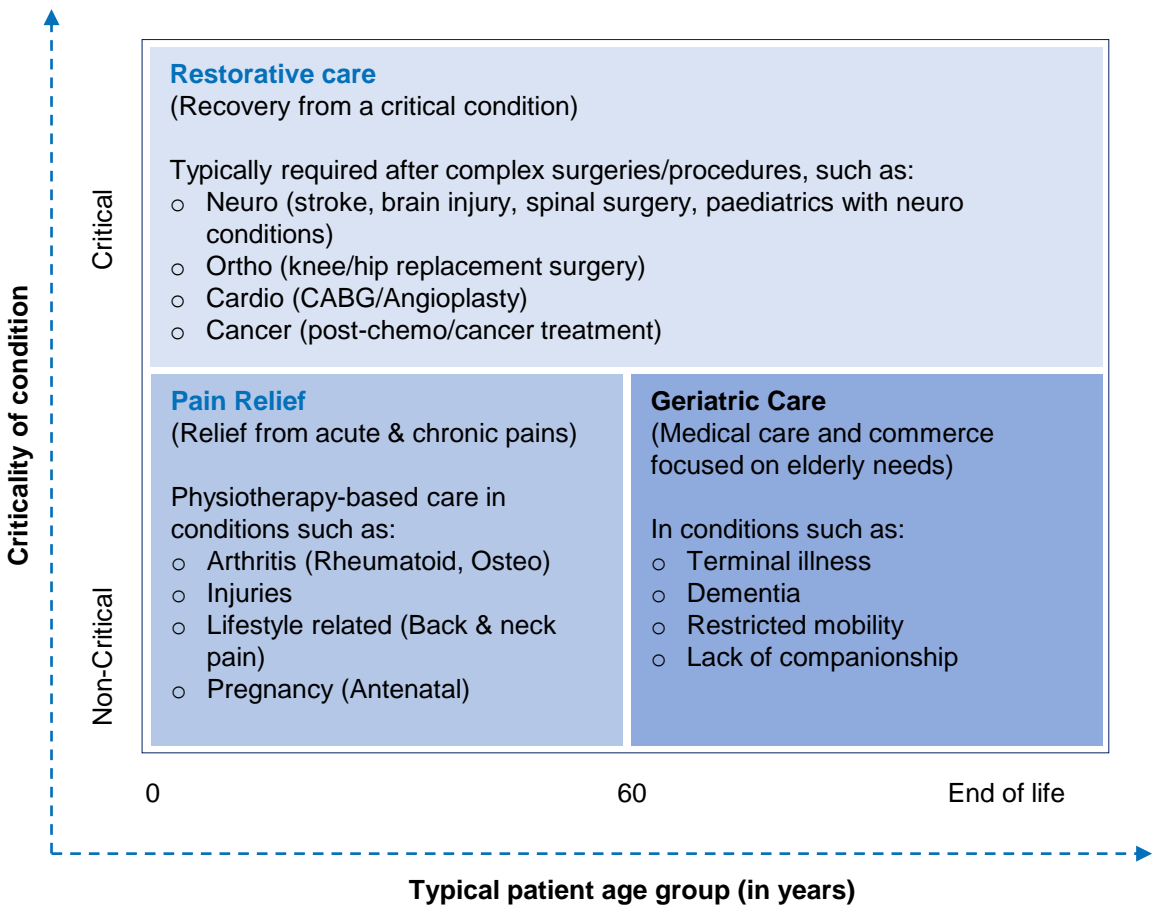 Restorative care
(Recovery from a critical condition)
Typically required after complex surgeries/procedures, such as:
o Neuro (stroke, brain injury, spinal surgery, paediatrics with neuro
conditions)
o Ortho (knee/hip replacement surgery)
o Cardio (CABG/Angioplasty)
o Cancer (post-chemo/cancer treatment)
Critical
Criticality of condition
Non-Critical
Pain Relief
(Relief from acute & chronic pains)
Physiotherapy-based care in
conditions such as:
o Arthritis (Rheumatoid, Osteo)
o Injuries
o Lifestyle related (Back & neck
pain)
o Pregnancy (Antenatal)
Geriatric Care
(Medical care and commerce
focused on elderly needs)
In conditions such as:
o Terminal illness
o Dementia
o Restricted mobility
o Lack of companionship
0
60
End of life
Typical patient age group (in years)